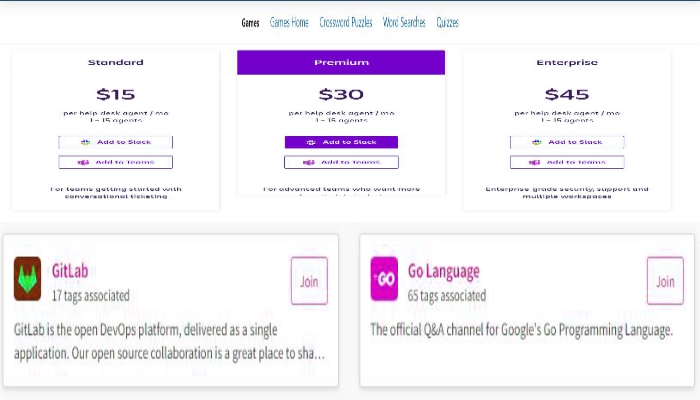 Games Games Home Crossword Puzzles Word Searches Quizzes
Standard
$15
per help desk agent / mo
1 - 15 agents
Add to Slack
Add to Teams
For teams getting started with
conversational ticketing
Premium
$30
per help desk agent / mo
1 - 15 agents
Add to Slack
Add to Teams
For advanced teams who want more
Enterprise
$45
per help desk agent / mo
1 - 15 agents
Add to Slack
Add to Teams
Enterprise grade security, support and
multiple workspaces
GitLab
17 tags associated
Join
GitLab is the open DevOps platform, delivered as a single
application. Our open source collaboration is a great place to sha...
GO
Go Language
65 tags associated
Join
The official Q&A channel for Google's Go Programming Language.